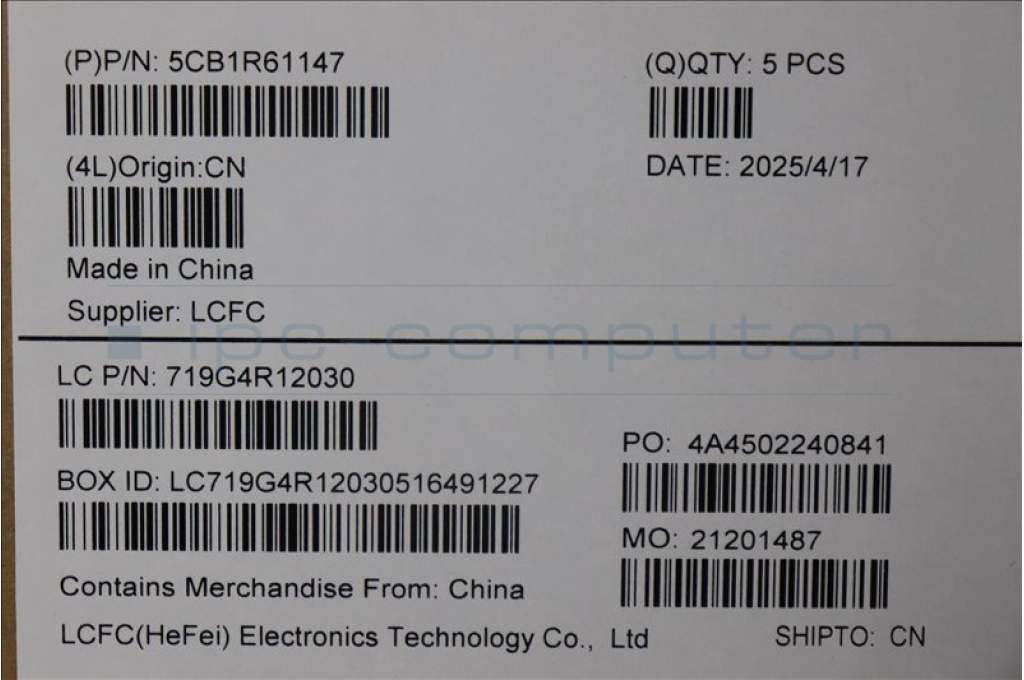 (P)P/N: 5CB1R61147
(Q)QTY: 5 PCS
(4L)Origin:CN
DATE: 2025/4/17
Made in China
Supplier: LCFC
ipc-computer
LC P/N: 719G4R12030
PO: 4A4502240841
BOX ID: LC719G4R12030516491227
MO: 21201487
Contains Merchandise From: China
LCFC(HeFei) Electronics Technology Co., Ltd
SHIPTO: CN